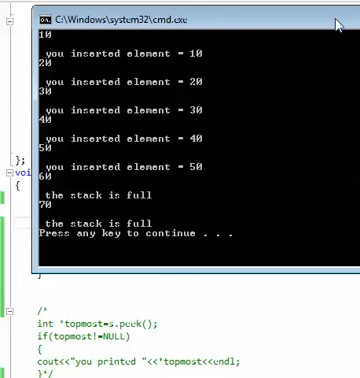 C:\Windows\system32\cmd.exe
10
you inserted element = 10
20
you inserted element = 20
30
you inserted element = 30
40
you inserted element = 40
50
you inserted element = 50
60
the stack is full
70
the stack is full
Press any key to continue . . .
};
voi
{
}
/*
int *topmost=s.peek();
if(topmost!=NULL)
{
cout<<"you printed "<<*topmost<<endl;
}*/